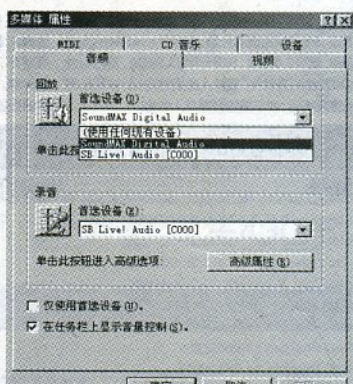 多媒体 属性
MIDI
CD 音乐
设备
音频
视频
回放
首选设备(D)
SoundMAX Digital Audio
(使用任何现有设备)
SoundMAX Digital Audio
SB Live! Audio [C000]
单击此按
录音
首选设备(E)
SB Live! Audio [C000]
单击此按钮进入高级选项:
高级属性(R)
仅使用首选设备(U)。
在任务栏上显示音量控制(S)。